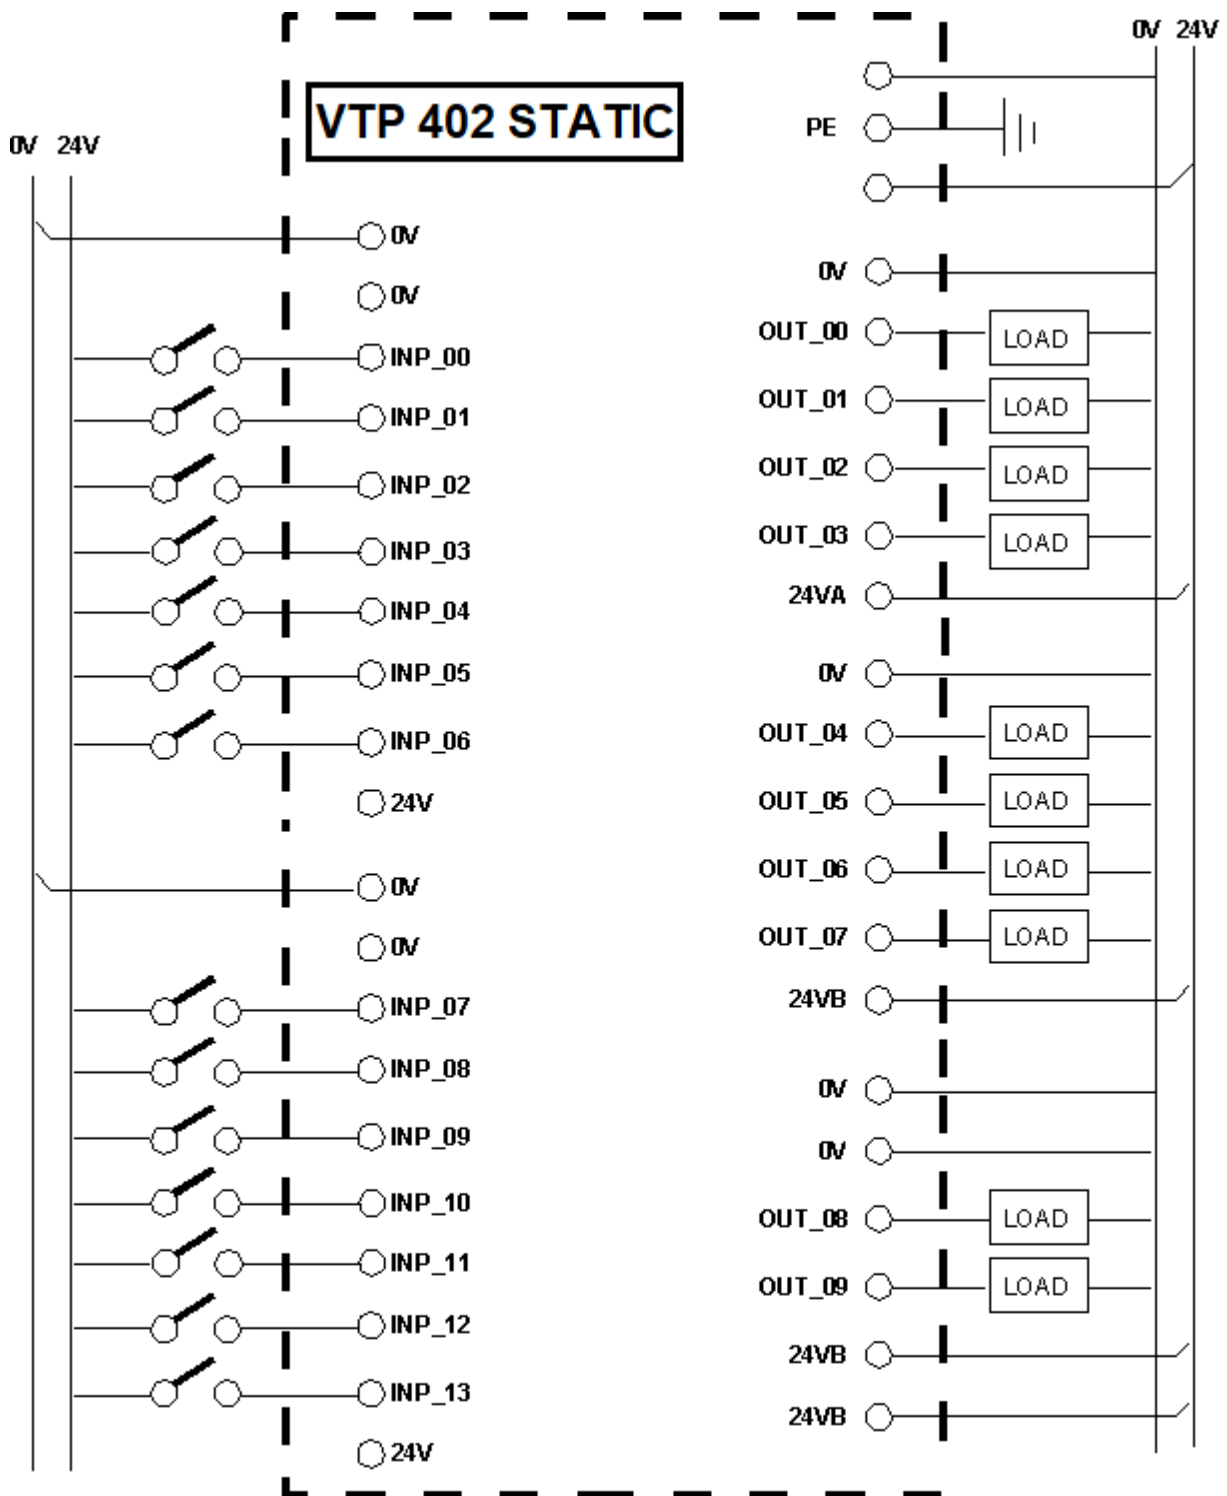 0V 24V
VTP 402 STATIC
PE
0V 24V
0V
0V
INP_00
INP_01
INP_02
INP_03
INP_04
INP_05
INP_06
24V
0V
0V
INP_07
INP_08
INP_09
INP_10
INP_11
INP_12
INP_13
24V
0V
OUT_00 LOAD
OUT_01 LOAD
OUT_02 LOAD
OUT_03 LOAD
24VA
0V
OUT_04 LOAD
OUT_05 LOAD
OUT_06 LOAD
OUT_07 LOAD
24VB
0V
0V
OUT_08 LOAD
OUT_09 LOAD
24VB
24VB